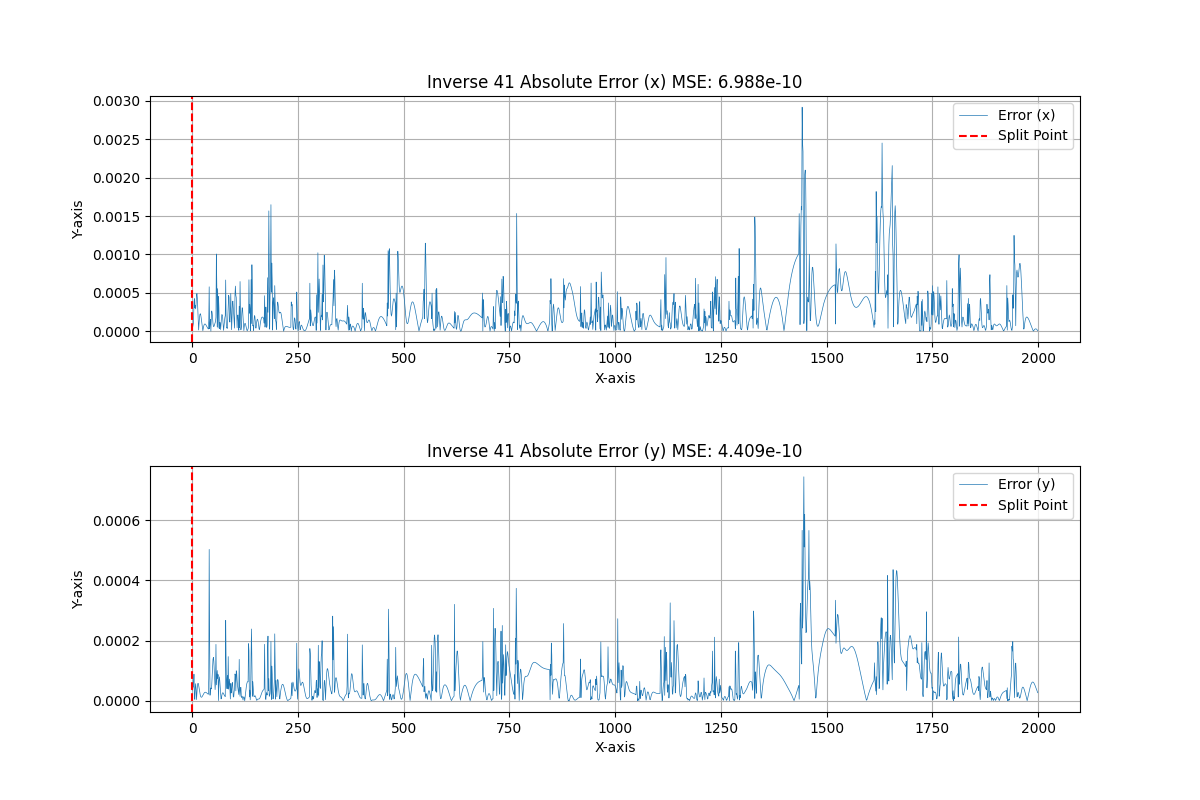 Inverse 41 Absolute Error (x) MSE: 6.988e-10
0.0030
0.0025
0.0020
0.0015
0.0010
0.0005
0.0000
Y-axis
Error (x)
Split Point
0 250 500 750 1000 1250 1500 1750 2000
X-axis
Inverse 41 Absolute Error (y) MSE: 4.409e-10
0.0006
0.0004
0.0002
0.0000
Y-axis
Error (y)
Split Point
0 250 500 750 1000 1250 1500 1750 2000
X-axis